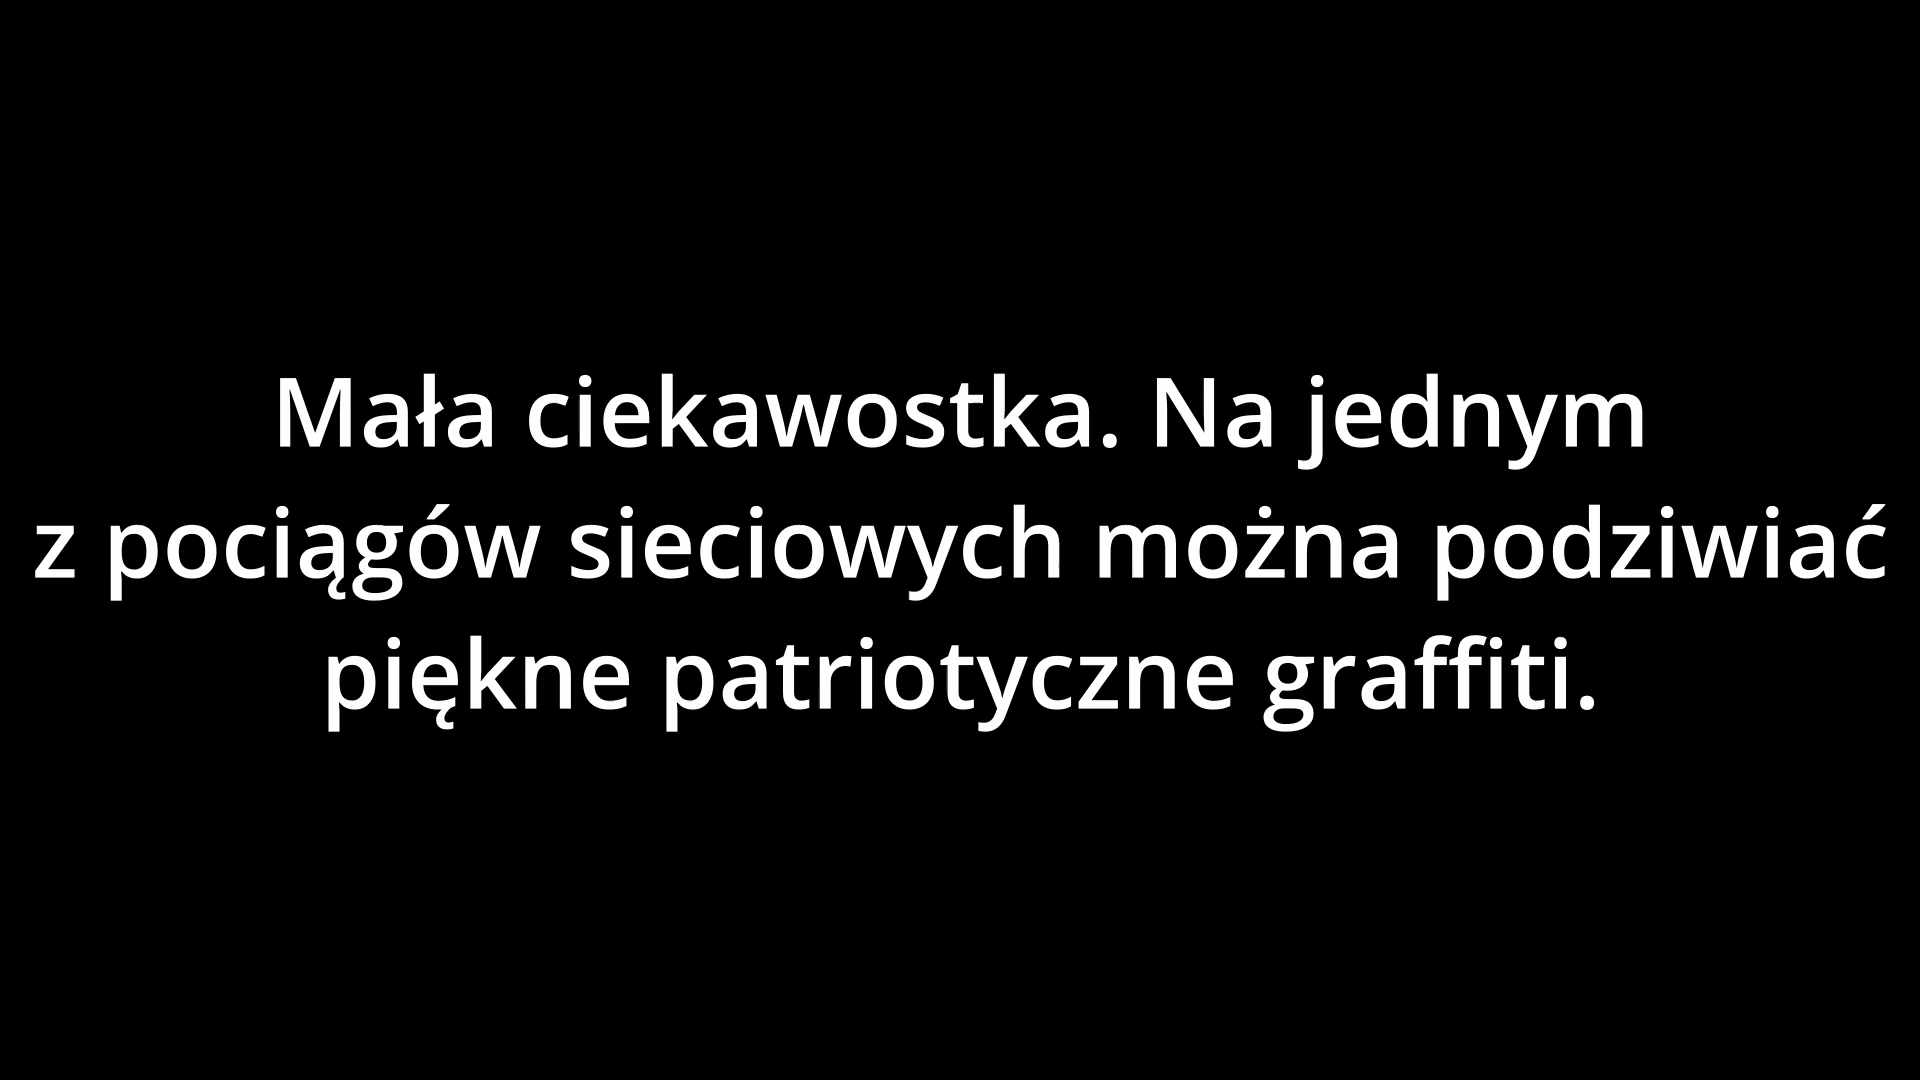 Mała ciekawostka. Na jednym
z pociągów sieciowych można podziwiać
piękne patriotyczne graffiti.